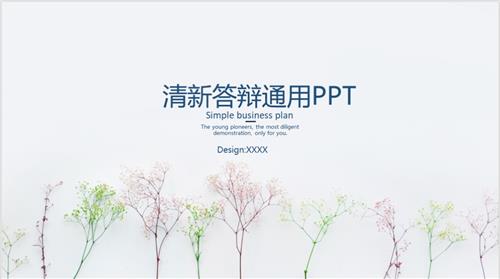 清新答辩通用PPT
Simple business plan
The young pioneers, the most diligent
demonstration, only for you.
Design:XXXX